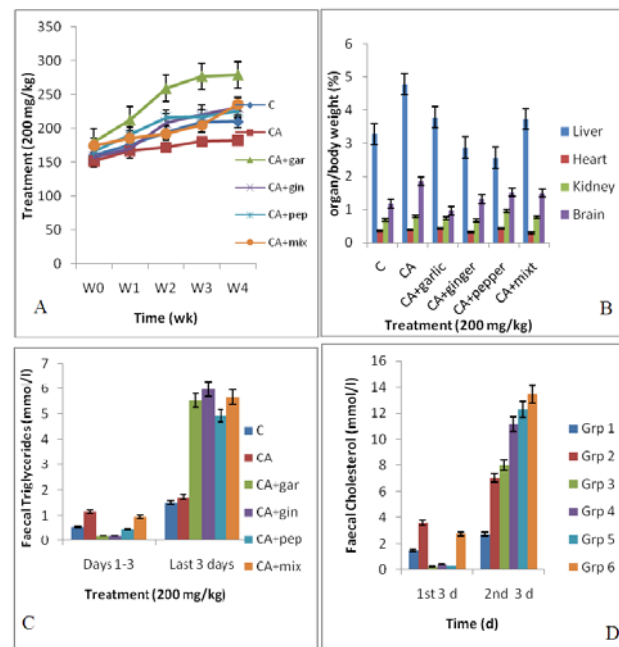 Treatment (200 mg/kg)
350
300
250
200
150
100
50
0
W0 W1 W2 W3 W4
Time (wk)
C
CA
CA+gar
CA+gin
CA+pep
CA+mix
A
organ/body weight (%)
6
5
4
3
2
1
0
C
CA
CA+garlic
CA+ginger
CA+pepper
CA+mixt
Treatment (200 mg/kg)
Liver
Heart
Kidney
Brain
B
Faecal Triglycerides (mmol/l)
7
6
5
4
3
2
1
0
Days 1-3 Last 3 days
Treatment (200 mg/kg)
C
CA
CA+gar
CA+gin
CA+pep
CA+mix
C
Faecal Cholesterol (mmol/l)
16
14
12
10
8
6
4
2
0
1st 3 d 2nd 3 d
Time (d)
Grp 1
Grp 2
Grp 3
Grp 4
Grp 5
Grp 6
D